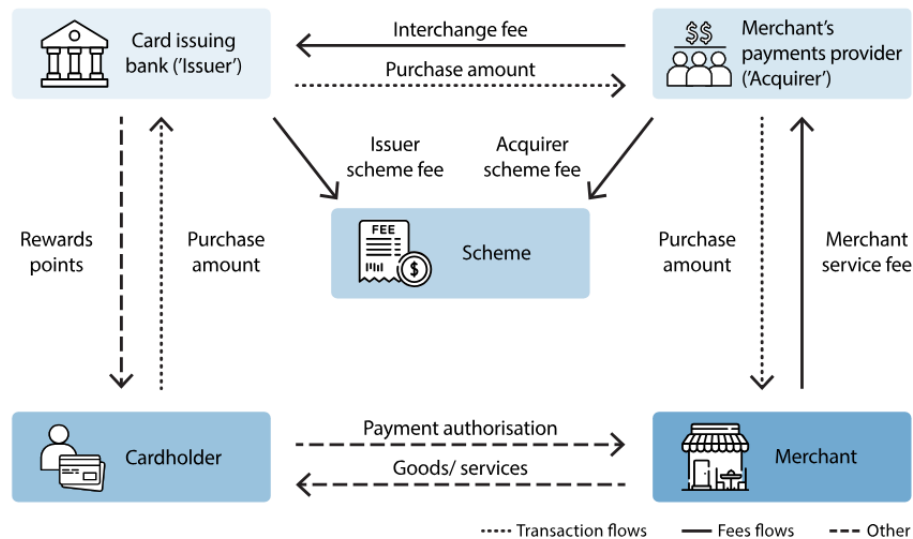 Card issuing
bank ('Issuer')
Interchange fee
Purchase amount
$$
Merchant's
payments provider
('Acquirer')
Issuer
scheme fee
Acquirer
scheme fee
Rewards
points
Purchase
amount
FEE
$
Scheme
Purchase
amount
Merchant
service fee
Cardholder
Payment authorisation
Goods/ services
Merchant
Transaction flows
Fees flows
Other